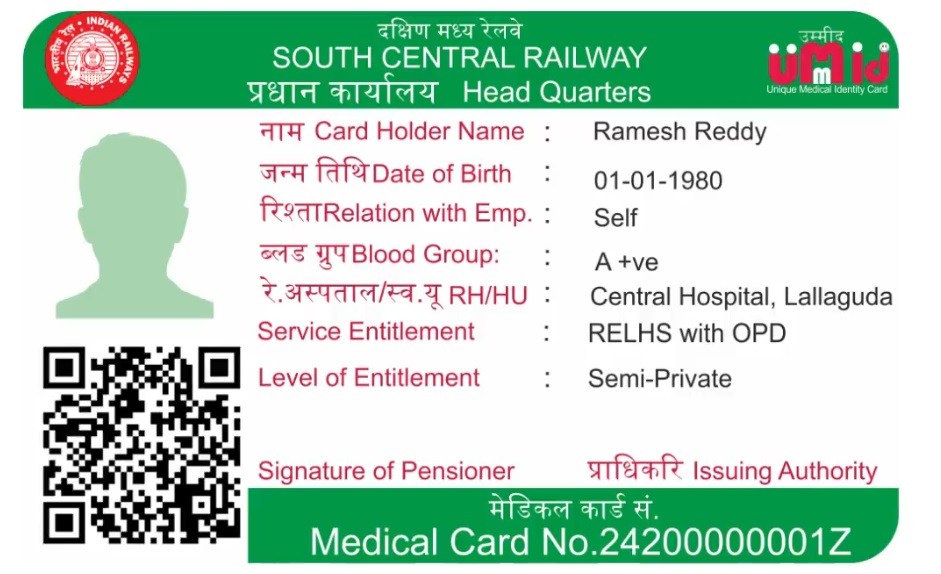 भारतीय रेल INDIAN RAILWAYS
दक्षिण मध्य रेलवे
SOUTH CENTRAL RAILWAY
प्रधान कार्यालय Head Quarters
उम्मीद
UMmid
Unique Medical Identity Card
नाम Card Holder Name : Ramesh Reddy
जन्म तिथि Date of Birth : 01-01-1980
रिश्ता Relation with Emp. : Self
ब्लड ग्रुप Blood Group: : A +ve
रे.अस्पताल/स्व.यू RH/HU : Central Hospital, Lallaguda
Service Entitlement : RELHS with OPD
Level of Entitlement : Semi-Private
Signature of Pensioner प्राधिकरि Issuing Authority
मेडिकल कार्ड सं.
Medical Card No.24200000001Z